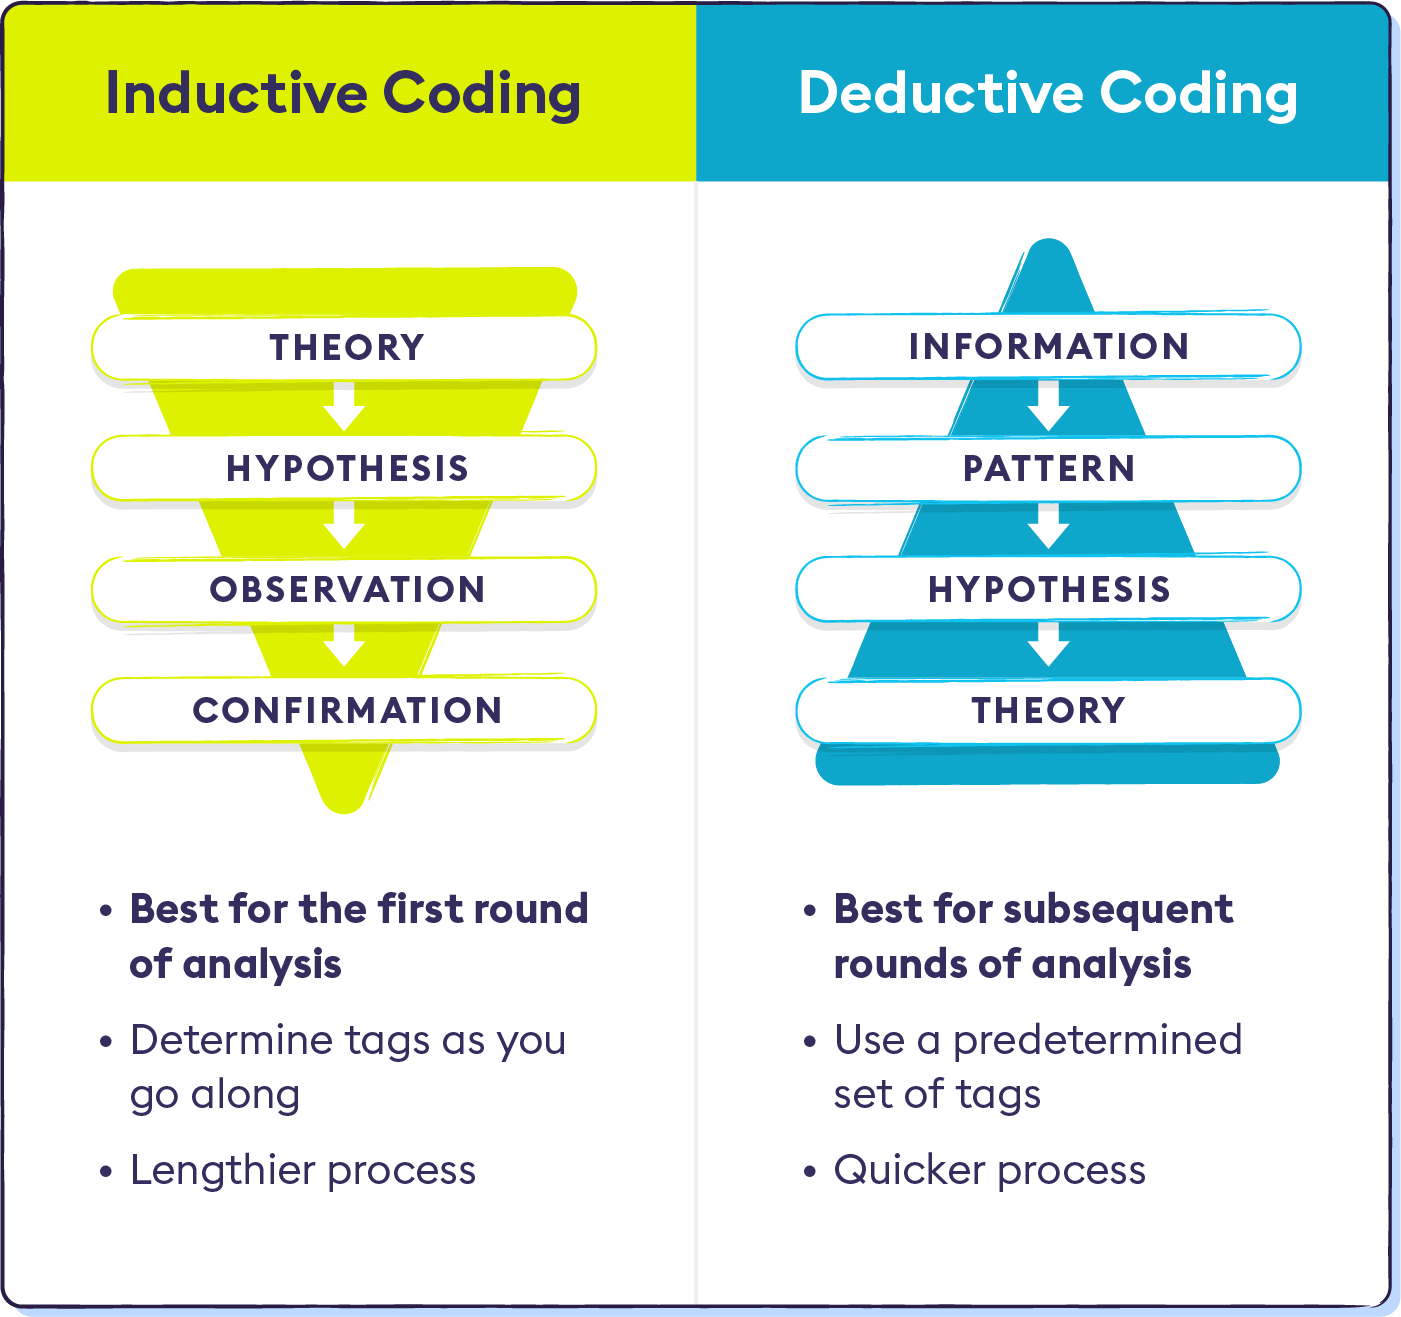 Inductive Coding
THEORY
HYPOTHESIS
OBSERVATION
CONFIRMATION
• Best for the first round
of analysis
• Determine tags as you
go along
• Lengthier process
Deductive Coding
INFORMATION
PATTERN
HYPOTHESIS
THEORY
• Best for subsequent
rounds of analysis
• Use a predetermined
set of tags
• Quicker process